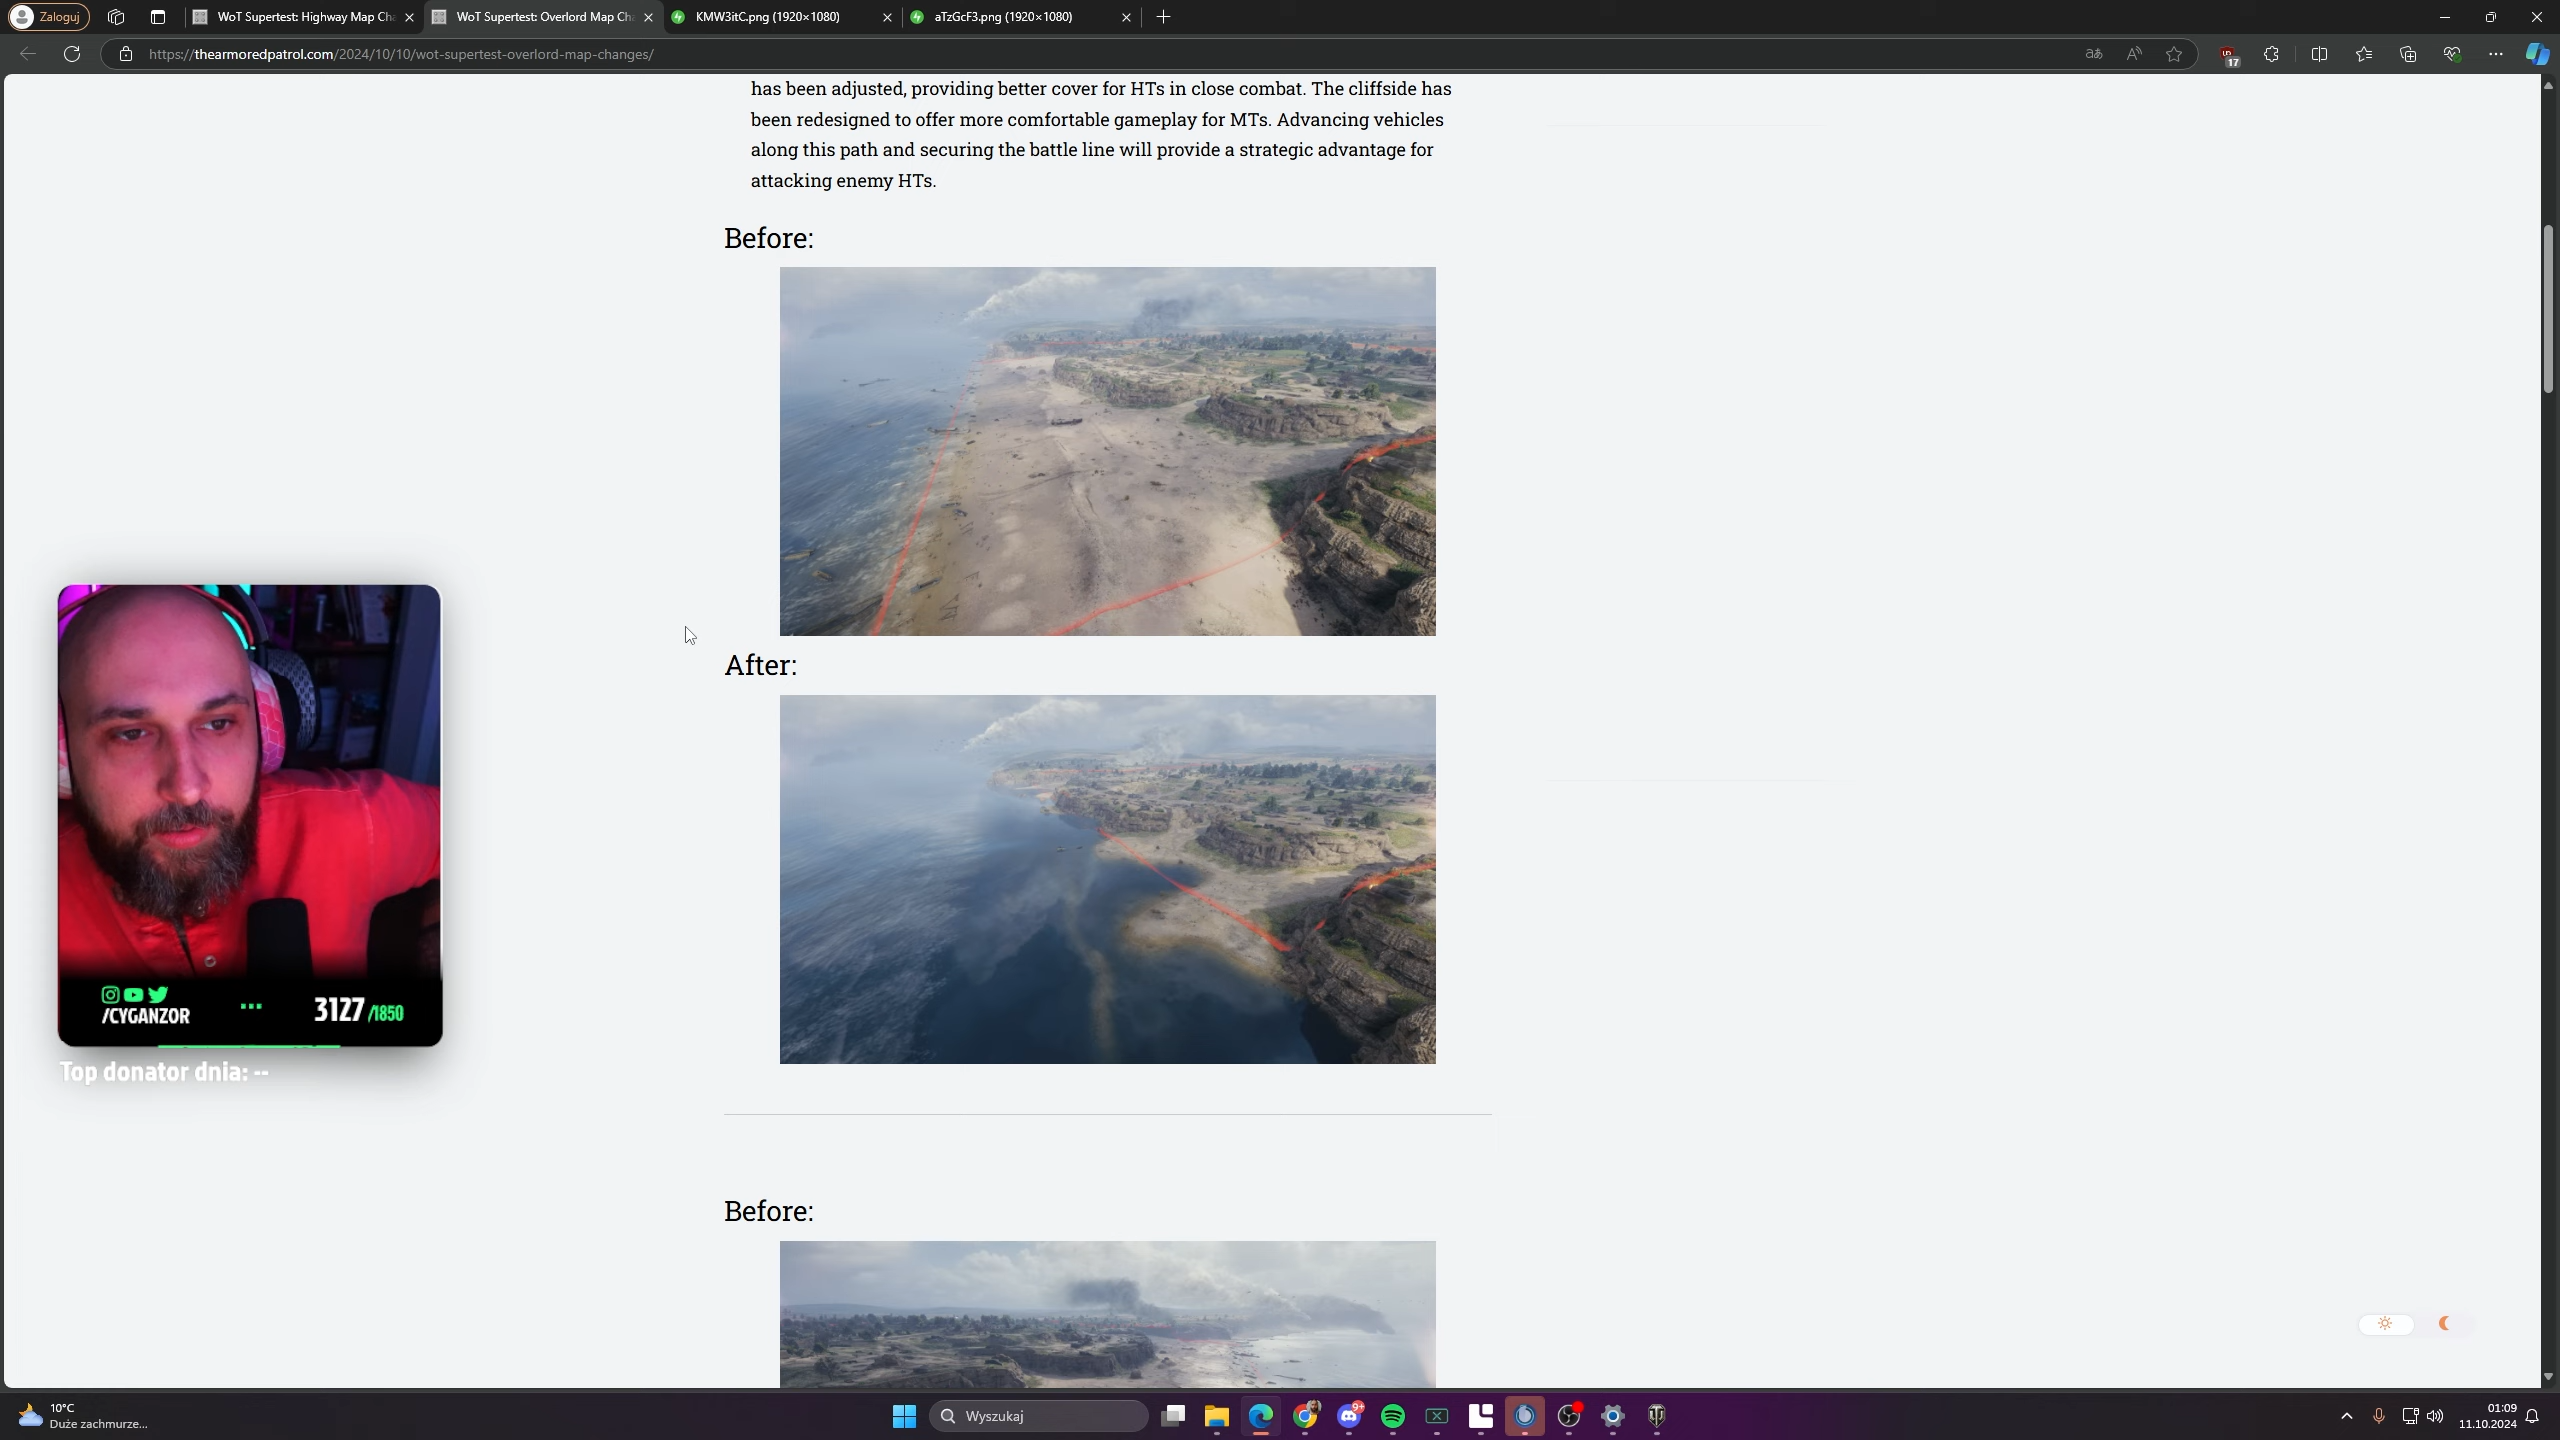 Zaloguj
WoT Supertest: Highway Map Ch
WoT Supertest: Overlord Map Ch
KMW3itC.png (1920×1080)
aTzGcF3.png (1920×1080)
https://thearmoredpatrol.com/2024/10/10/wot-supertest-overlord-map-changes/
17
has been adjusted, providing better cover for HTs in close combat. The cliffside has
been redesigned to offer more comfortable gameplay for MTs. Advancing vehicles
along this path and securing the battle line will provide a strategic advantage for
attacking enemy HTs.
Before:
After:
/CYGANZOR
3127 /1850
Top donator dnia: --
Before:
10°C
Duże zachmurze...
Wyszukaj
9+
01:09
11.10.2024